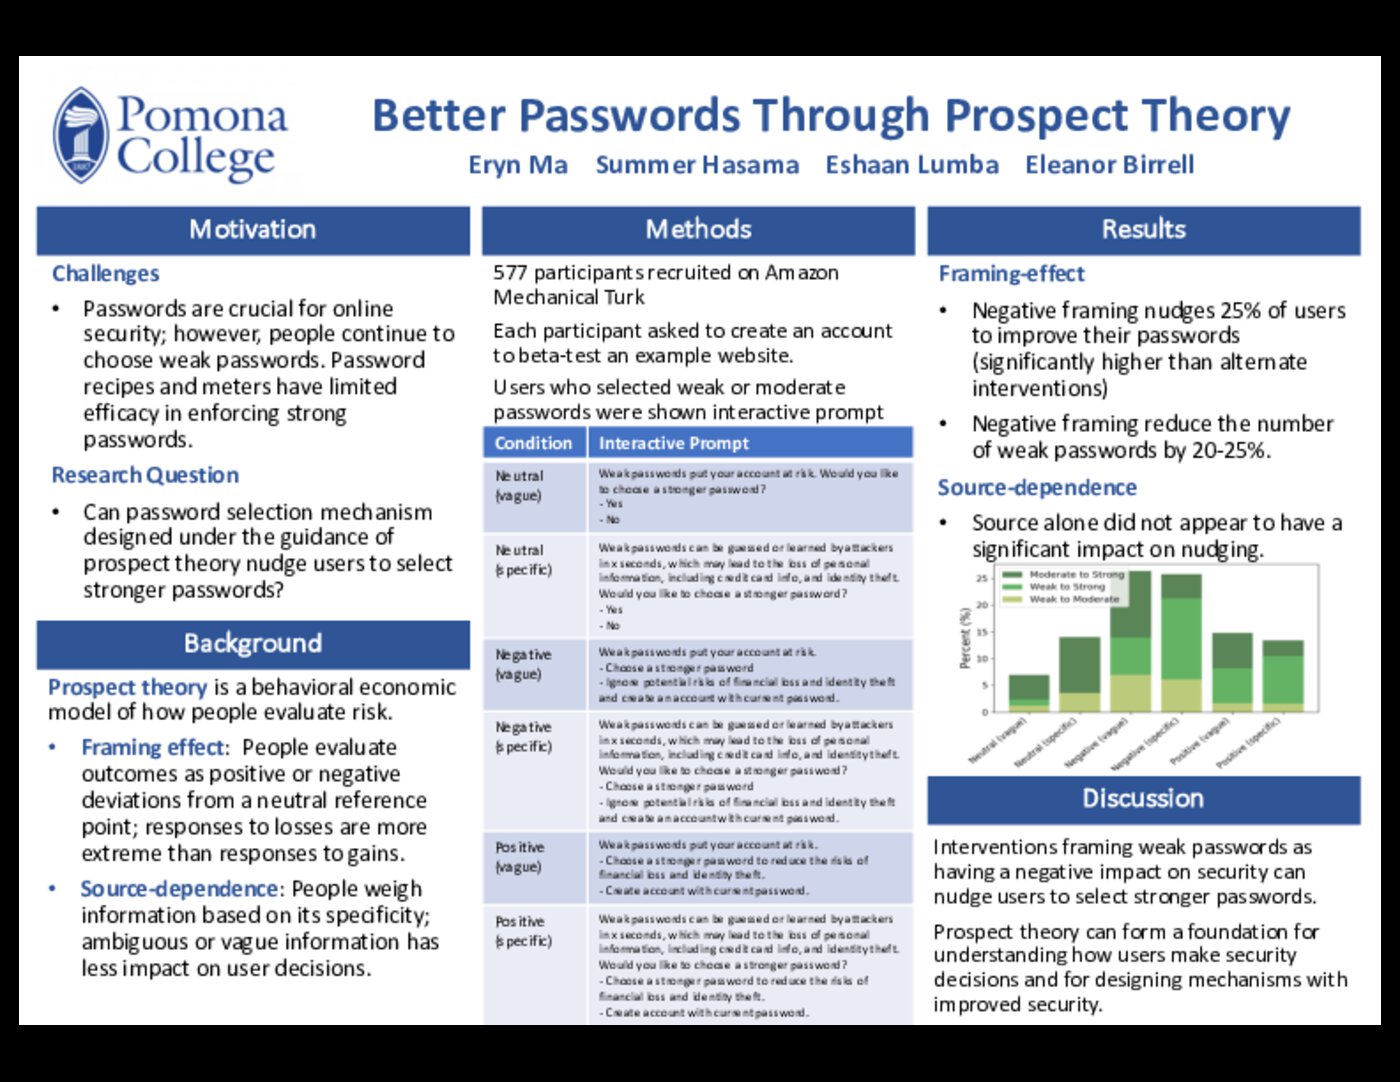 Pomona
College
1887
Better Passwords Through Prospect Theory
Eryn Ma Summer Hasama Eshaan Lumba Eleanor Birrell
Motivation
Challenges
• Passwords are crucial for online
security; however, people continue to
choose weak passwords. Password
recipes and meters have limited
efficacy in enforcing strong
passwords.
Research Question
• Can password selection mechanism
designed under the guidance of
prospect theory nudge users to select
stronger passwords?
Background
Prospect theory is a behavioral economic
model of how people evaluate risk.
• Framing effect: People evaluate
outcomes as positive or negative
deviations from a neutral reference
point; responses to losses are more
extreme than responses to gains.
• Source-dependence: People weigh
information based on its specificity;
ambiguous or vague information has
less impact on user decisions.
Methods
577 participants recruited on Amazon
Mechanical Turk
Each participant asked to create an account
to beta-test an example website.
Users who selected weak or moderate
passwords were shown interactive prompt
Condition Interactive Prompt
Neutral
(vague)
Weak passwords put your account at risk. Would you like
to choose a stronger password?
- Yes
- No
Neutral
(specific)
Weak passwords can be guessed or learned by attackers
in x seconds, which may lead to the loss of personal
information, including credit card info, and identity theft.
Would you like to choose a stronger password?
- Yes
- No
Negative
(vague)
Weak passwords put your account at risk.
- Choose a stronger password
- Ignore potential risks of financial loss and identity theft
and create an account with current password.
Negative
(specific)
Weak passwords can be guessed or learned by attackers
in x seconds, which may lead to the loss of personal
information, including credit card info, and identity theft.
Would you like to choose a stronger password?
- Choose a stronger password
- Ignore potential risks of financial loss and identity theft
and create an account with current password.
Positive
(vague)
Weak passwords put your account at risk.
- Choose a stronger password to reduce the risks of
financial loss and identity theft.
- Create account with current password.
Positive
(specific)
Weak passwords can be guessed or learned by attackers
in x seconds, which may lead to the loss of personal
information, including credit card info, and identity theft.
Would you like to choose a stronger password?
- Choose a stronger password to reduce the risks of
financial loss and identity theft.
- Create account with current password.
Results
Framing-effect
• Negative framing nudges 25% of users
to improve their passwords
(significantly higher than alternate
interventions)
• Negative framing reduce the number
of weak passwords by 20-25%.
Source-dependence
• Source alone did not appear to have a
significant impact on nudging.
Moderate to Strong
Weak to Strong
Weak to Moderate
Percent (%)
25
20
15
10
5
0
Neutral (vague)
Neutral (specific)
Negative (vague)
Negative (specific)
Positive (vague)
Positive (specific)
Discussion
Interventions framing weak passwords as
having a negative impact on security can
nudge users to select stronger passwords.
Prospect theory can form a foundation for
understanding how users make security
decisions and for designing mechanisms with
improved security.